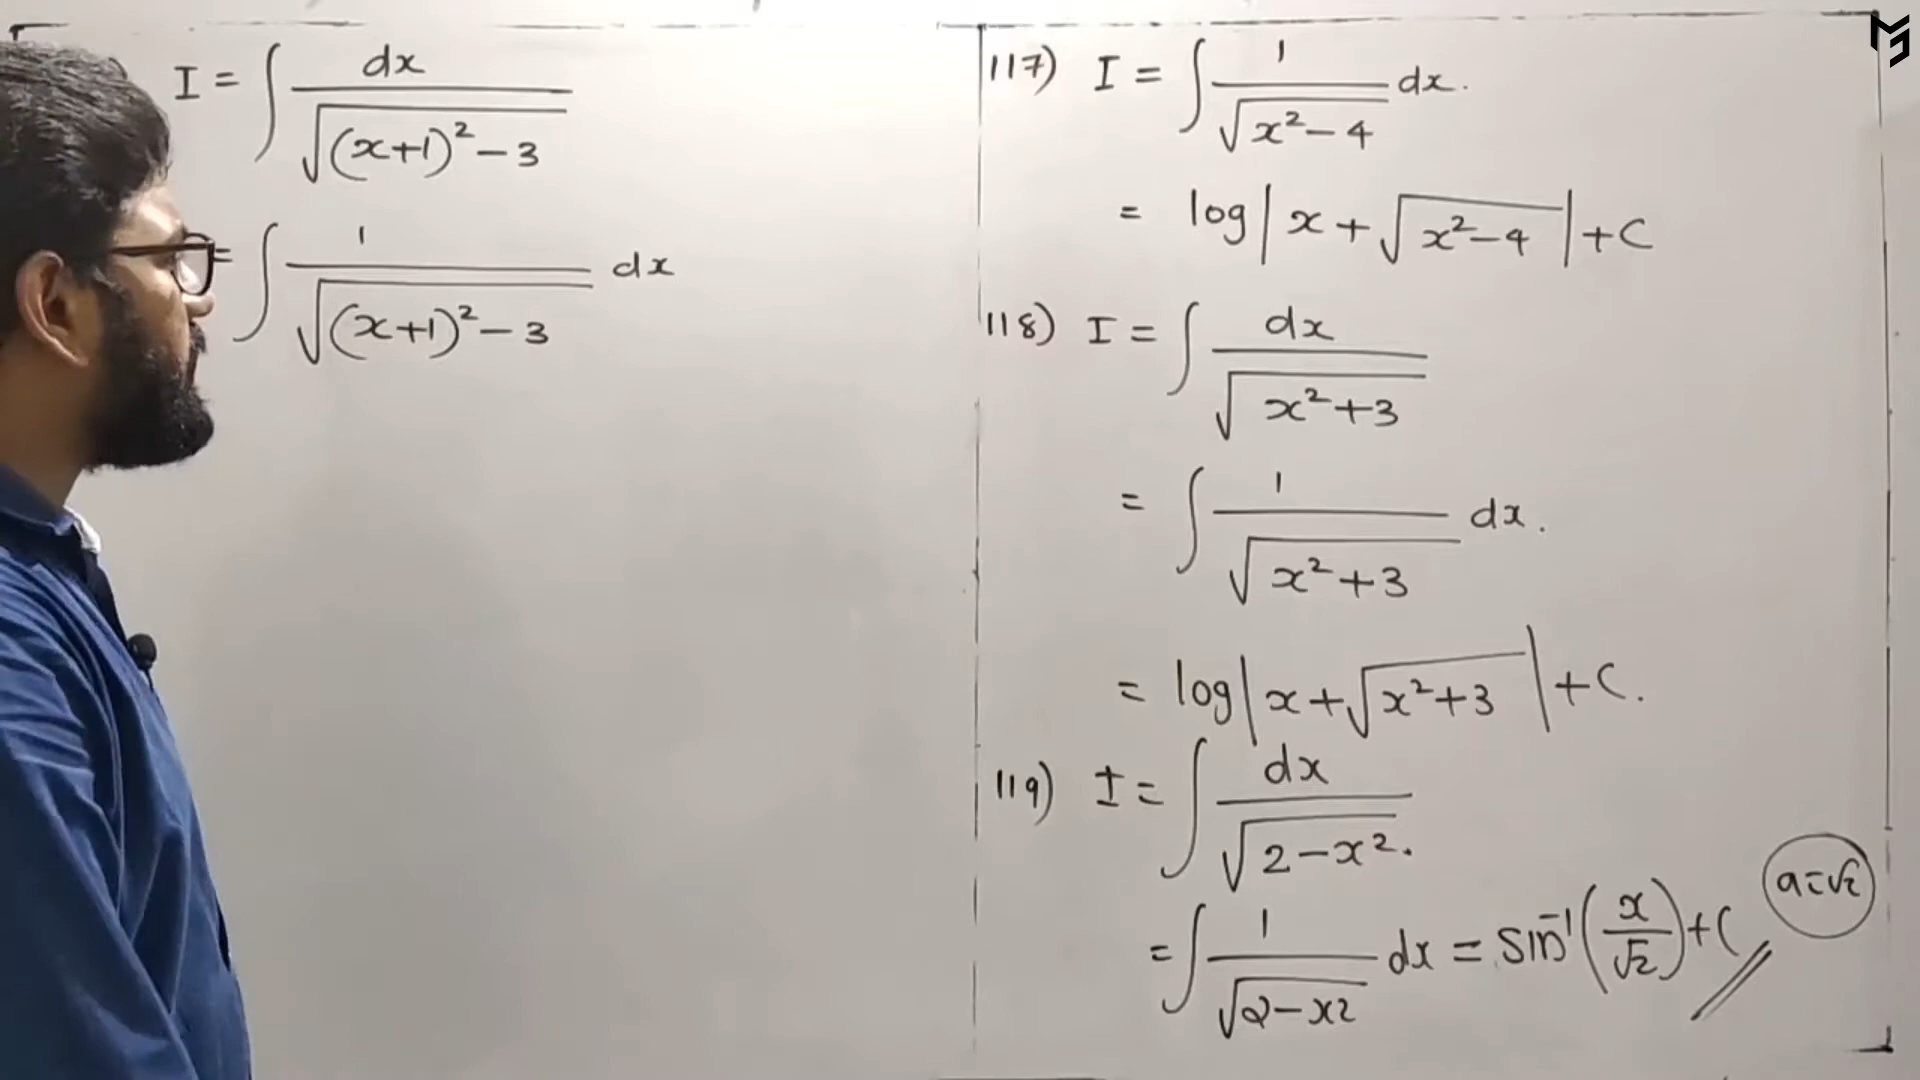 I = ∫ dx / √((x+1)² - 3)
= ∫ 1 / √((x+1)² - 3) dx
117) I = ∫ 1 / √(x² - 4) dx.
= log | x + √(x² - 4) | + C
118) I = ∫ dx / √(x² + 3)
= ∫ 1 / √(x² + 3) dx.
= log | x + √(x² + 3) | + C.
119) I = ∫ dx / √(2 - x²).
= ∫ 1 / √(2 - x²) dx = sin⁻¹(x / √2) + C
a = √2